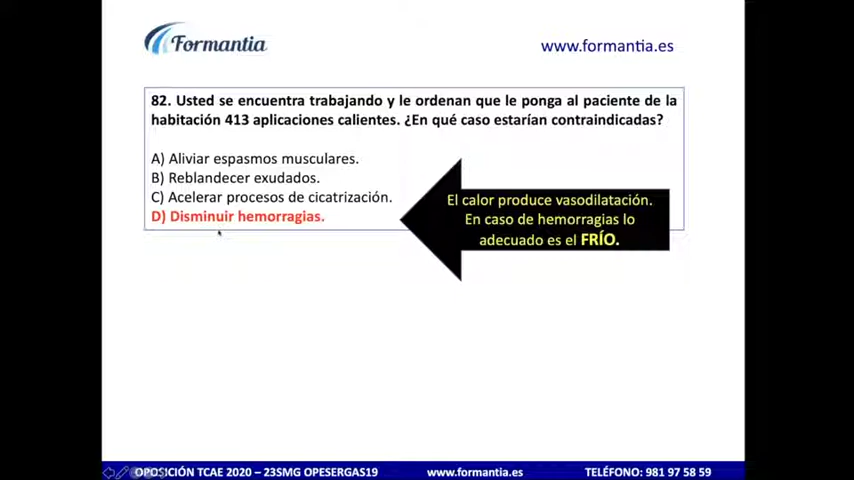 Formantia
www.formantia.es
82. Usted se encuentra trabajando y le ordenan que le ponga al paciente de la
habitación 413 aplicaciones calientes. ¿En qué caso estarían contraindicadas?
A) Aliviar espasmos musculares.
B) Reblandecer exudados.
C) Acelerar procesos de cicatrización.
D) Disminuir hemorragias.
El calor produce vasodilatación.
En caso de hemorragias lo
adecuado es el FRÍO.
OPOSICIÓN TCAE 2020 – 23SMG OPESERGAS19
www.formantia.es
TELÉFONO: 981 97 58 59